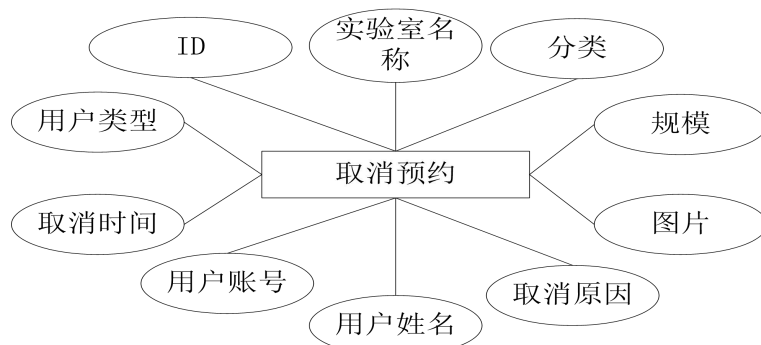 ID
实验室名
称
分类
用户类型
规模
取消预约
取消时间
图片
用户账号
取消原因
用户姓名